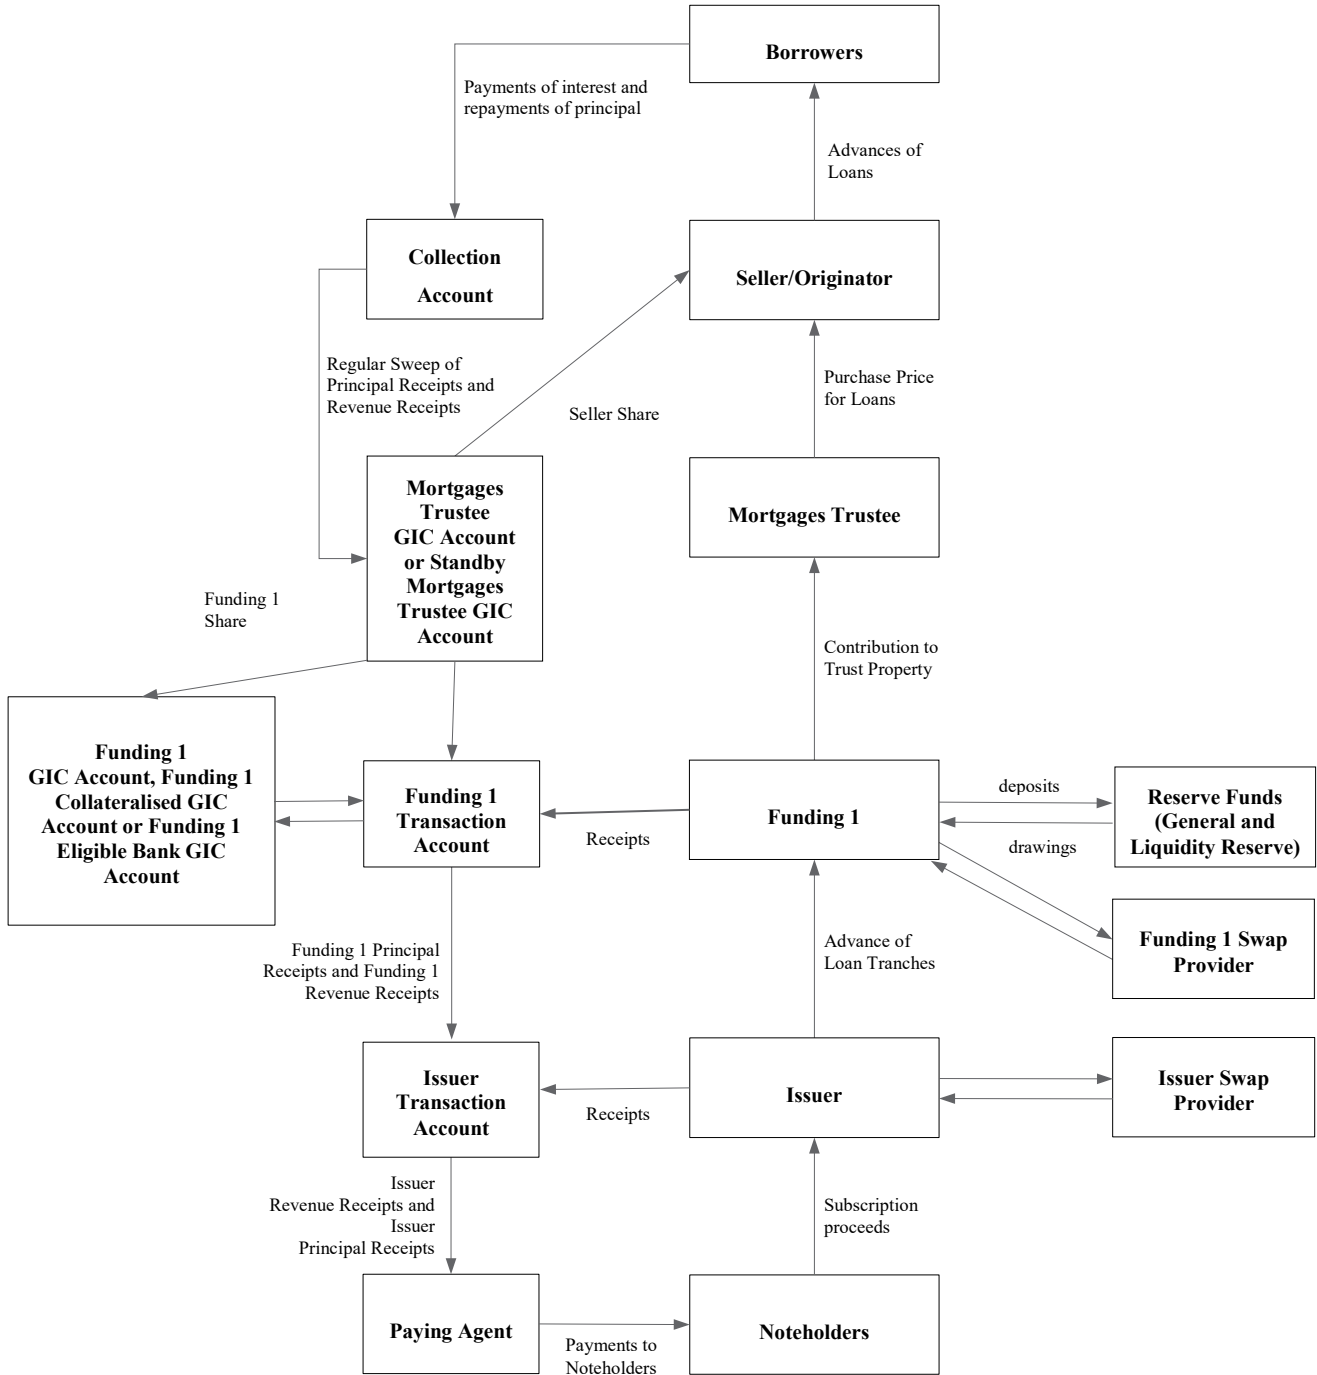 Borrowers
Payments of interest and
repayments of principal
Advances of
Loans
Collection
Account
Seller/Originator
Regular Sweep of
Principal Receipts and
Revenue Receipts
Purchase Price
for Loans
Seller Share
Mortgages
Trustee
GIC Account
or Standby
Mortgages
Trustee GIC
Account
Mortgages Trustee
Funding 1
Share
Contribution to
Trust Property
Funding 1
GIC Account, Funding 1
Collateralised GIC
Account or Funding 1
Eligible Bank GIC
Account
Funding 1
Transaction
Account
Receipts
Funding 1
deposits
drawings
Reserve Funds
(General and
Liquidity Reserve)
Funding 1 Principal
Receipts and Funding 1
Revenue Receipts
Advance of
Loan Tranches
Funding 1 Swap
Provider
Issuer
Transaction
Account
Receipts
Issuer
Issuer Swap
Provider
Issuer
Revenue Receipts and
Issuer
Principal Receipts
Subscription
proceeds
Paying Agent
Payments to
Noteholders
Noteholders